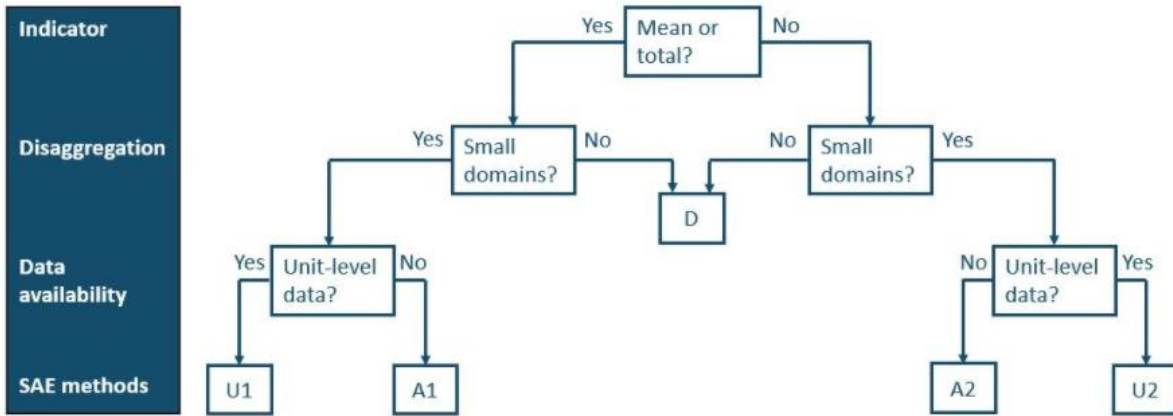 Indicator
Yes
Mean or
total?
No
Disaggregation
Yes
Small
domains?
No
D
No
Small
domains?
Yes
Data
availability
Yes
Unit-level
data?
No
No
Unit-level
data?
Yes
SAE methods
U1
A1
A2
U2